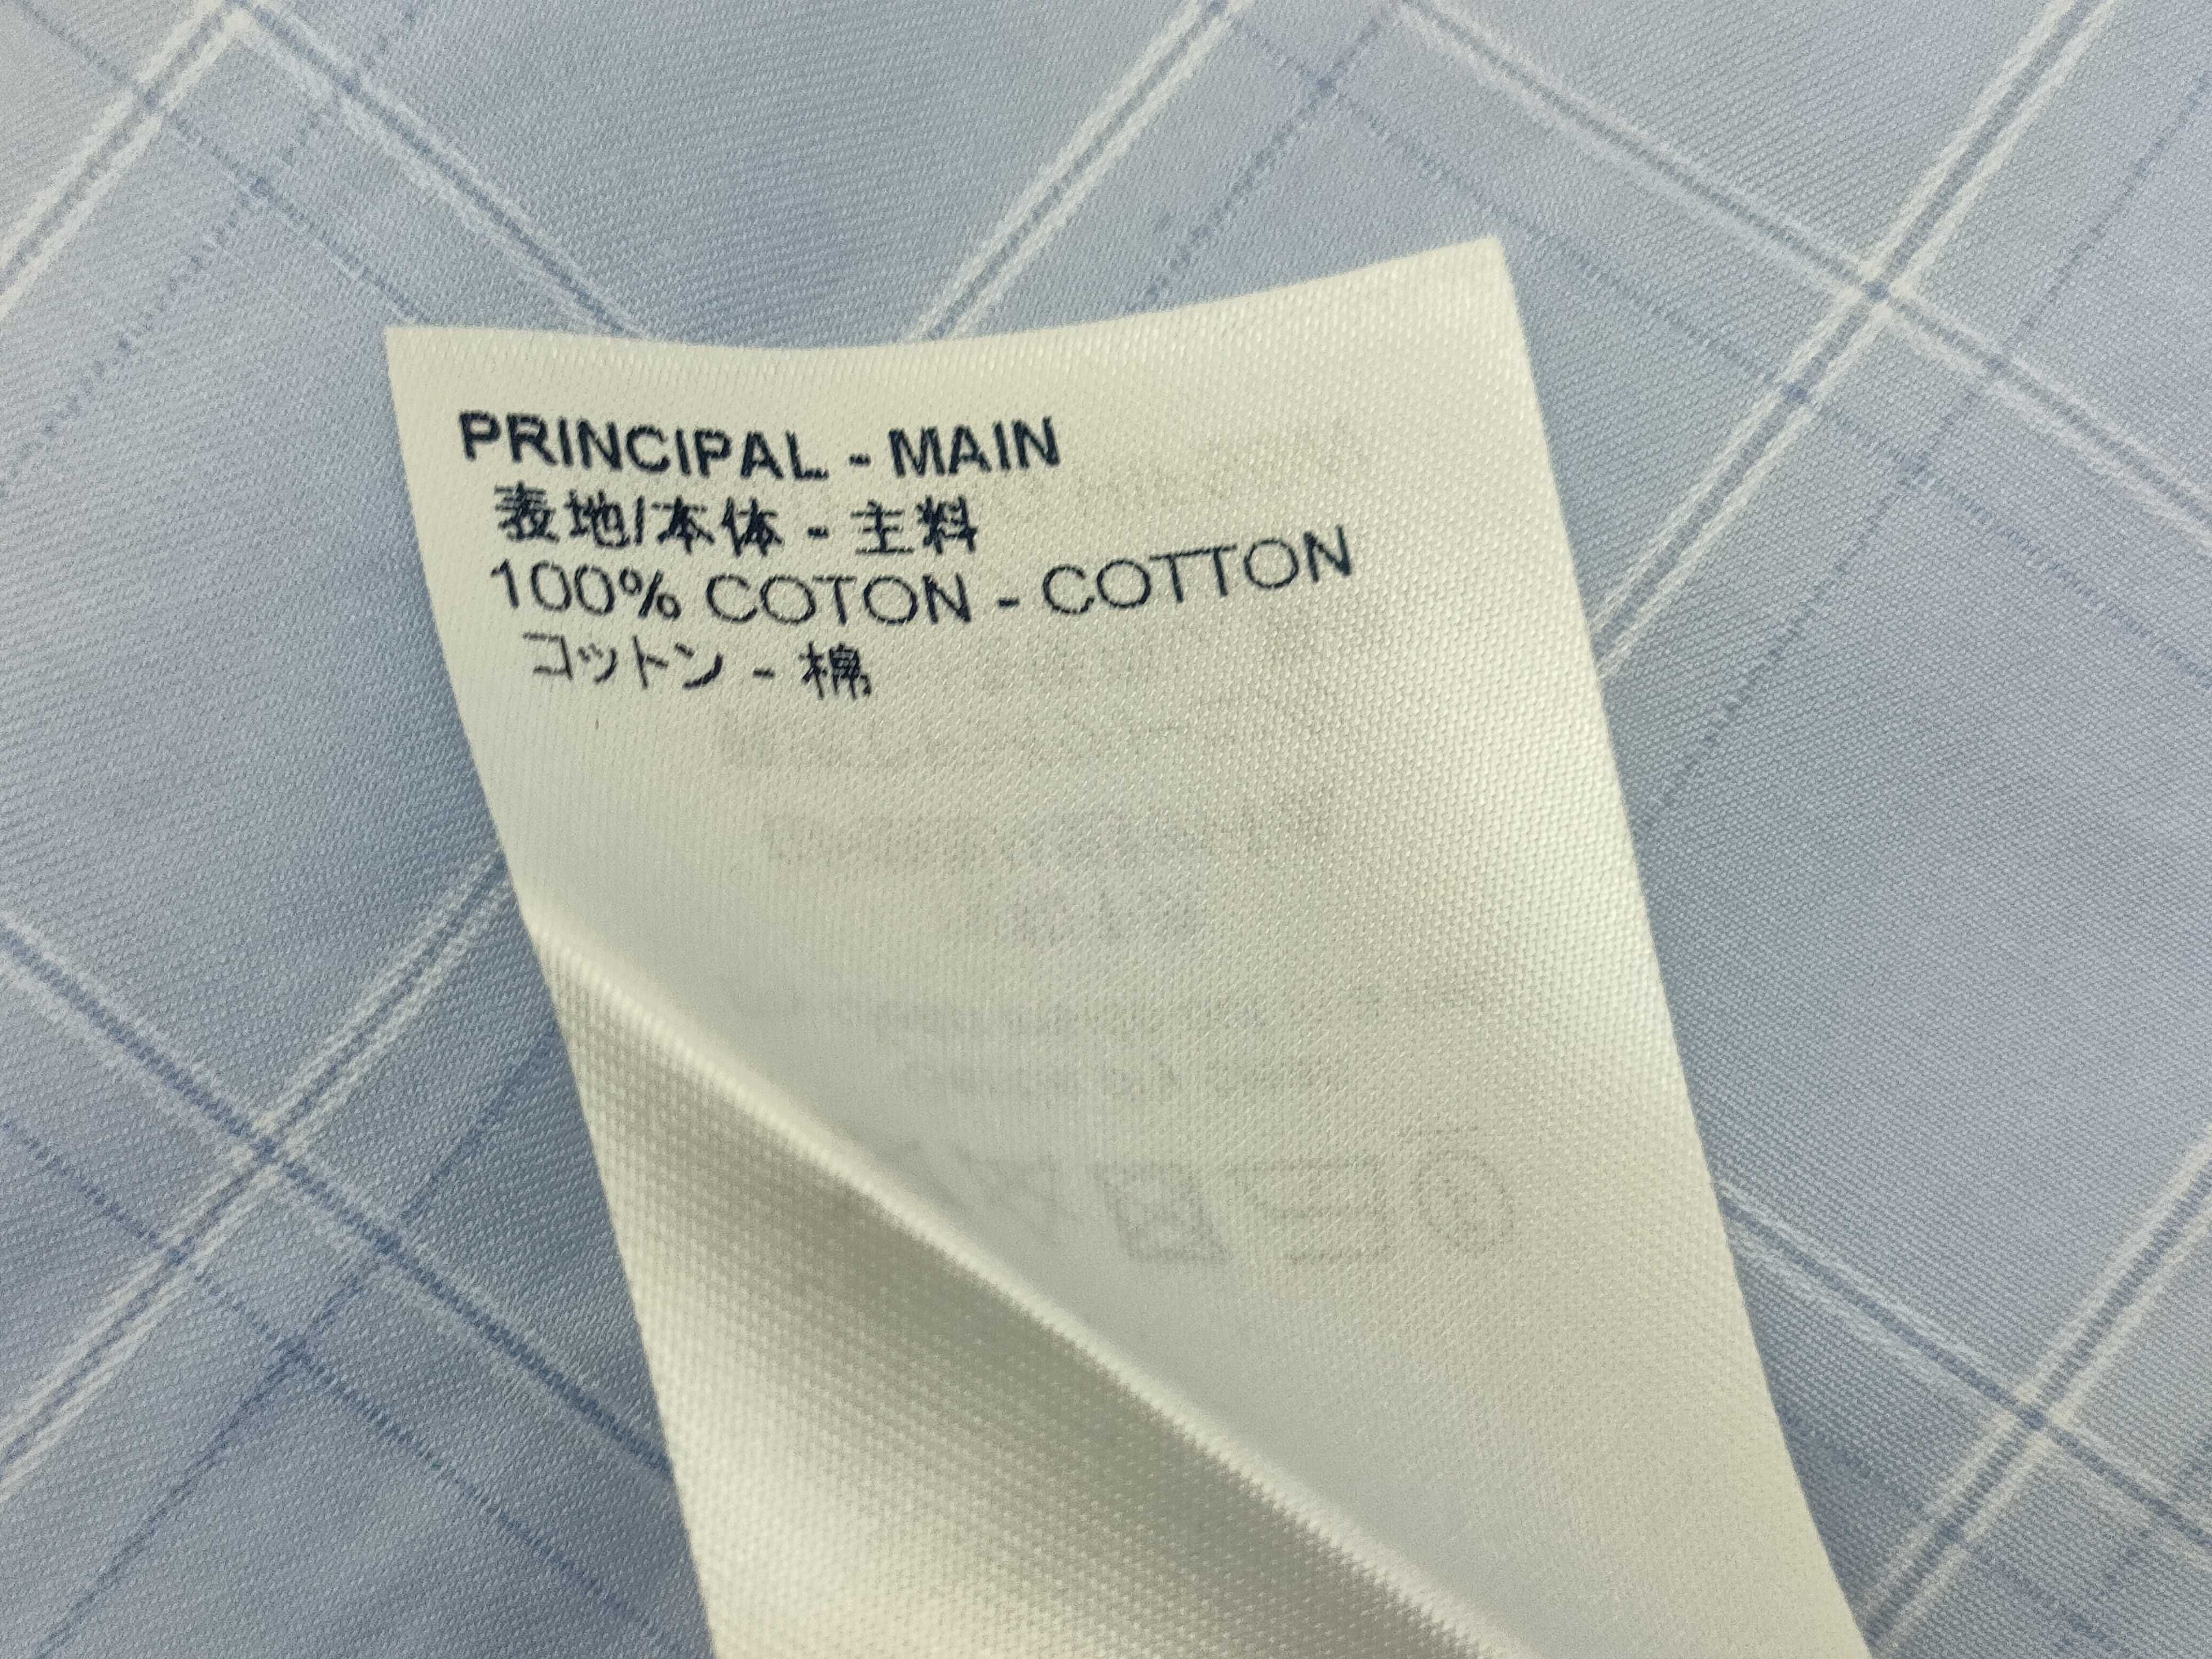 PRINCIPAL - MAIN
表地/本体 - 主料
100% COTON - COTTON
コットン - 棉